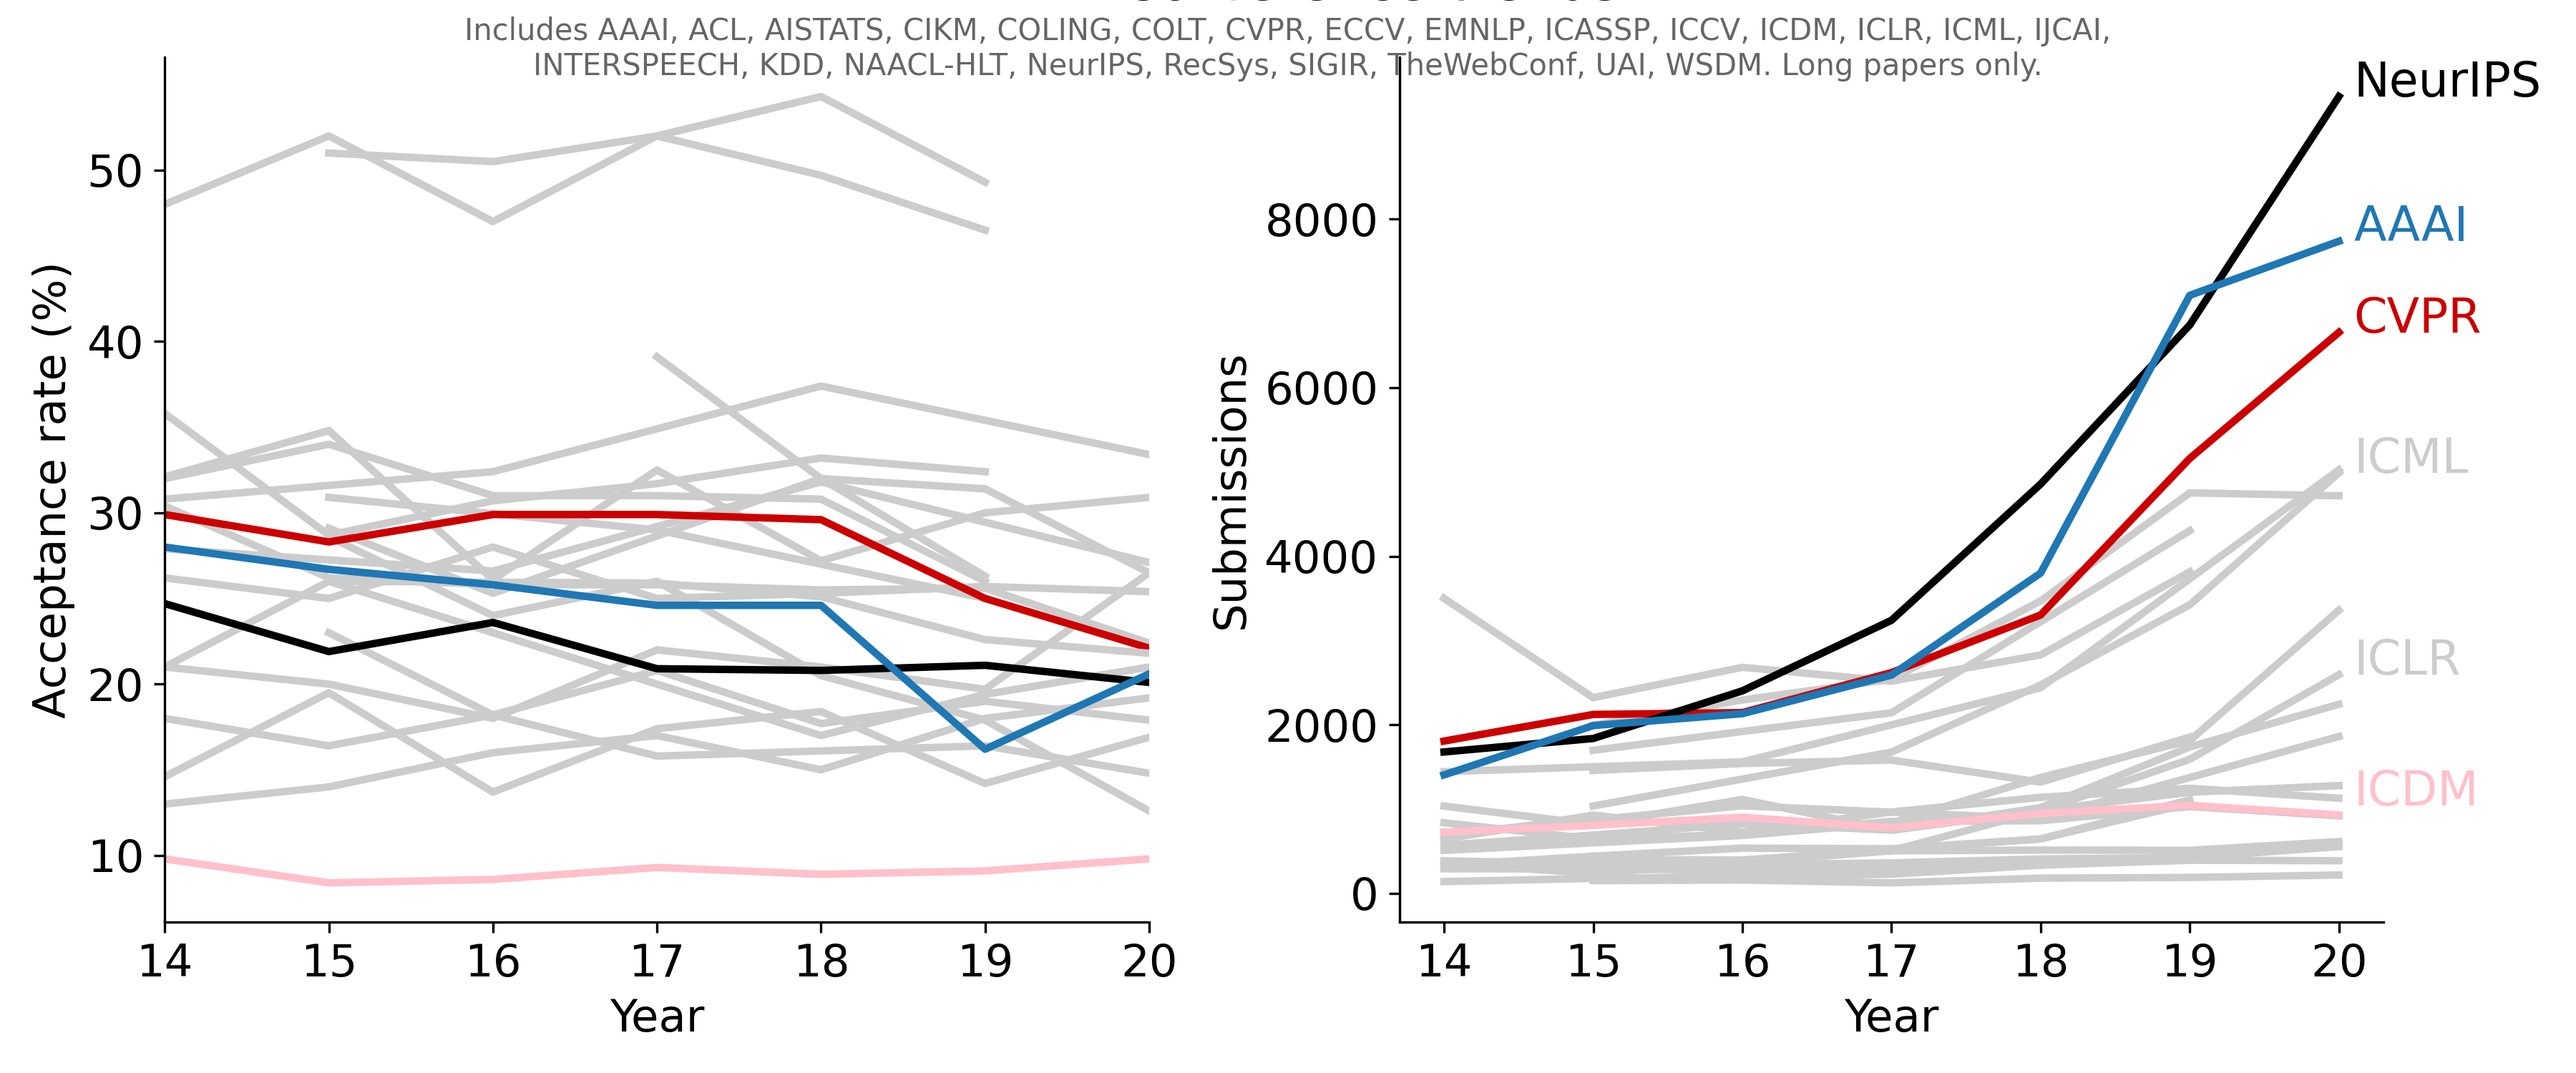 Includes AAAI, ACL, AISTATS, CIKM, COLING, COLT, CVPR, ECCV, EMNLP, ICASSP, ICCV, ICDM, ICLR, ICML, IJCAI,
INTERSPEECH, KDD, NAACL-HLT, NeurIPS, RecSys, SIGIR, TheWebConf, UAI, WSDM. Long papers only.
Acceptance rate (%)
50
40
30
20
10
14 15 16 17 18 19 20
Year
Submissions
8000
6000
4000
2000
0
14 15 16 17 18 19 20
Year
NeurIPS
AAAI
CVPR
ICML
ICLR
ICDM